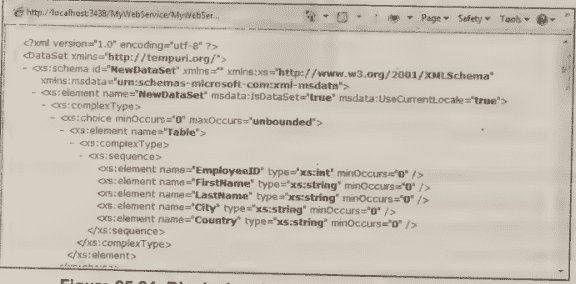 http://localhost:3438/MyWebService/MyWebSer...
Page Safety Tools
<?xml version="1.0" encoding="utf-8" ?>
<DataSet xmlns="http://tempuri.org/">
- <xs:schema id="NewDataSet" xmlns="" xmlns:xs="http://www.w3.org/2001/XMLSchema"
xmlns:msdata="urn:schemas-microsoft-com:xml-msdata">
- <xs:element name="NewDataSet" msdata:IsDataSet="true" msdata:UseCurrentLocale="true">
- <xs:complexType>
- <xs:choice minOccurs="0" maxOccurs="unbounded">
- <xs:element name="Table">
- <xs:complexType>
- <xs:sequence>
<xs:element name="EmployeeID" type="xs:int" minOccurs="0" />
<xs:element name="FirstName" type="xs:string" minOccurs="0" />
<xs:element name="LastName" type="xs:string" minOccurs="0" />
<xs:element name="City" type="xs:string" minOccurs="0" />
<xs:element name="Country" type="xs:string" minOccurs="0" />
</xs:sequence>
</xs:complexType>
</xs:element>